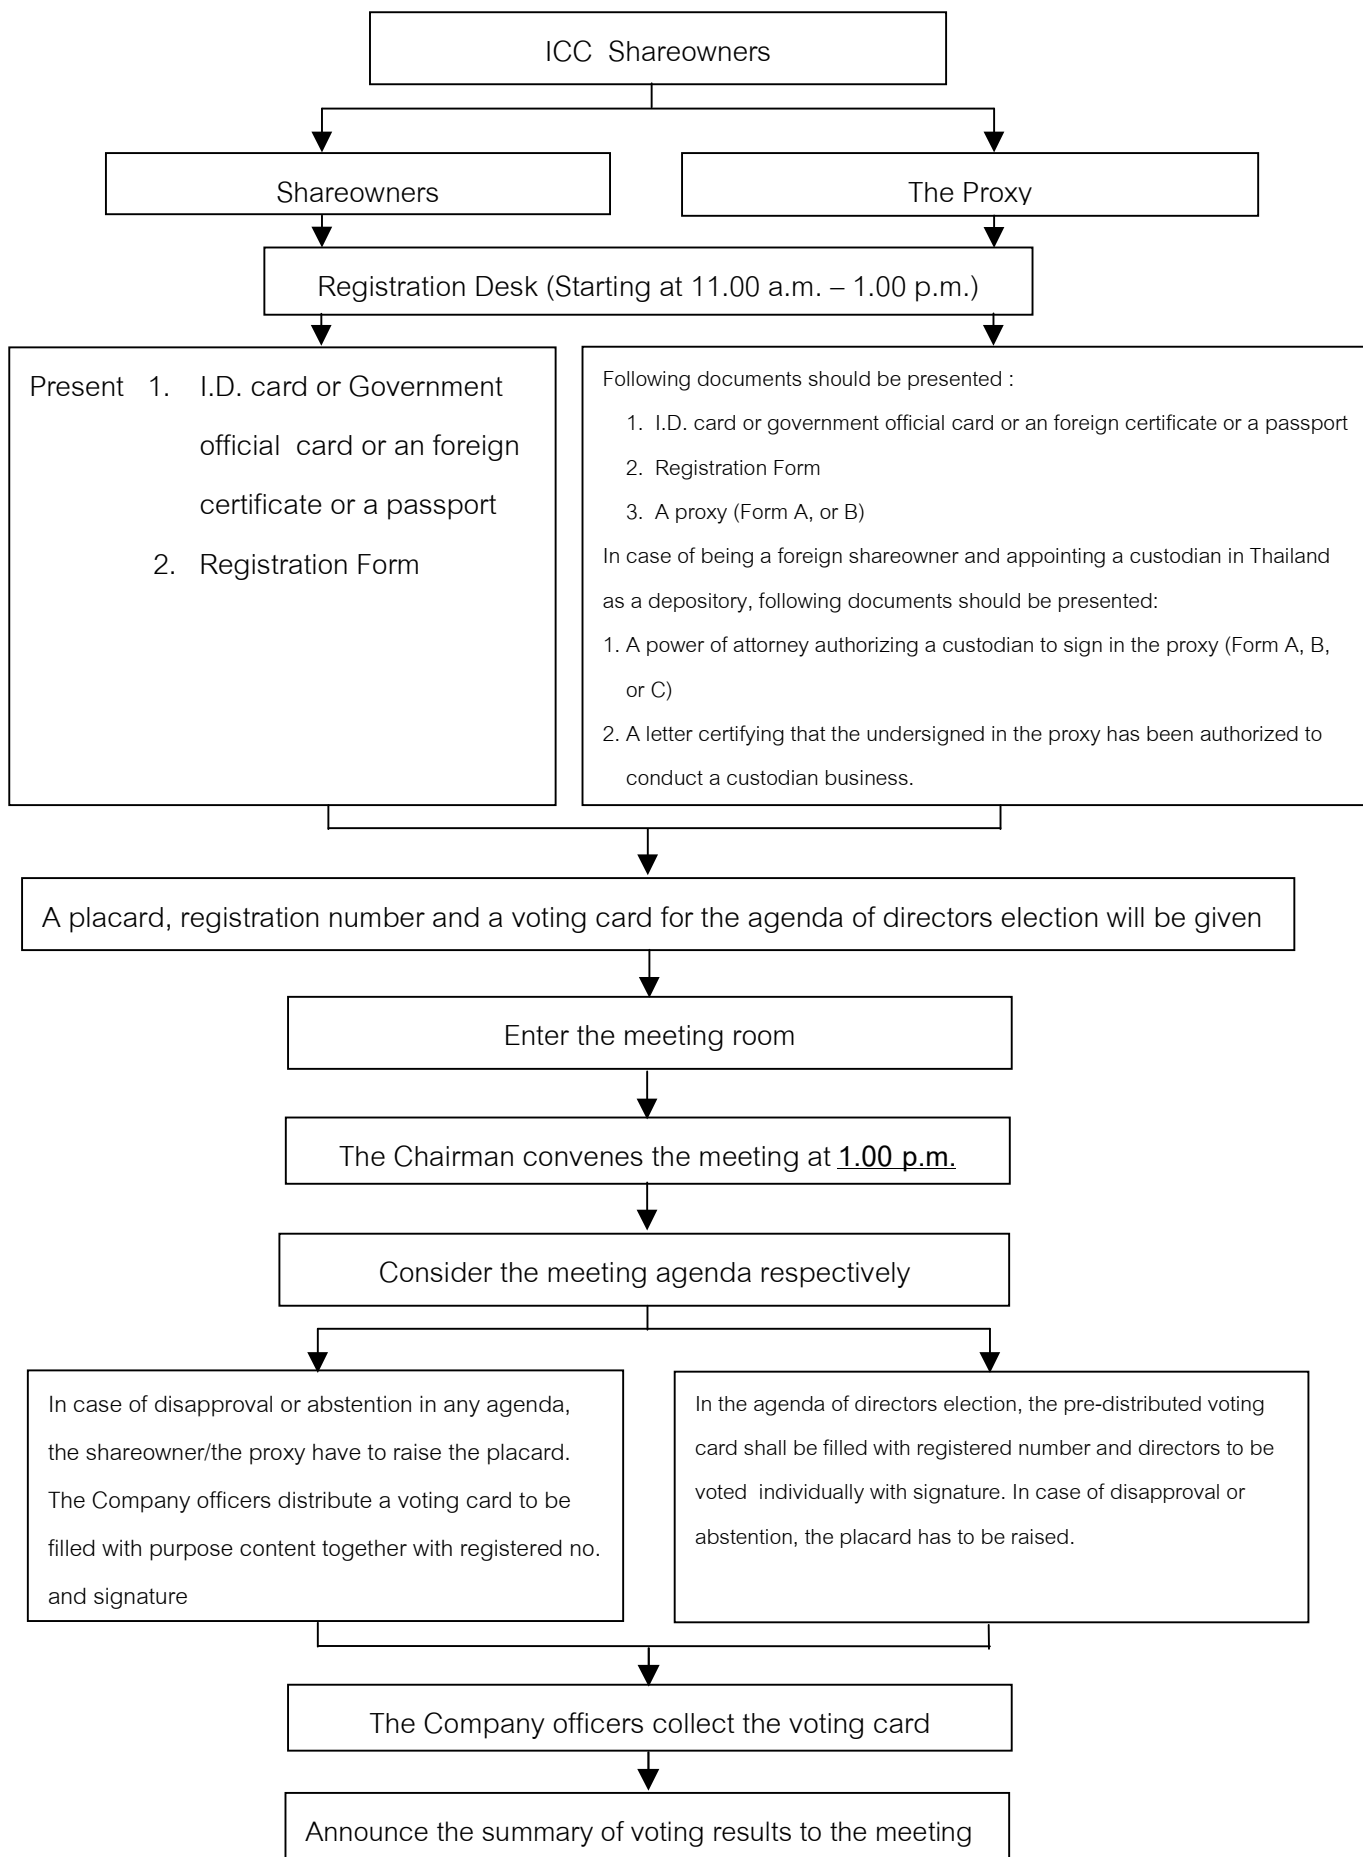 ICC Shareowners
Shareowners
The Proxy
Registration Desk (Starting at 11.00 a.m. – 1.00 p.m.)
Present 1. I.D. card or Government
official card or an foreign
certificate or a passport
2. Registration Form
Following documents should be presented :
1. I.D. card or government official card or an foreign certificate or a passport
2. Registration Form
3. A proxy (Form A, or B)
In case of being a foreign shareowner and appointing a custodian in Thailand
as a depository, following documents should be presented:
1. A power of attorney authorizing a custodian to sign in the proxy (Form A, B,
or C)
2. A letter certifying that the undersigned in the proxy has been authorized to
conduct a custodian business.
A placard, registration number and a voting card for the agenda of directors election will be given
Enter the meeting room
The Chairman convenes the meeting at 1.00 p.m.
Consider the meeting agenda respectively
In case of disapproval or abstention in any agenda,
the shareowner/the proxy have to raise the placard.
The Company officers distribute a voting card to be
filled with purpose content together with registered no.
and signature
In the agenda of directors election, the pre-distributed voting
card shall be filled with registered number and directors to be
voted individually with signature. In case of disapproval or
abstention, the placard has to be raised.
The Company officers collect the voting card
Announce the summary of voting results to the meeting